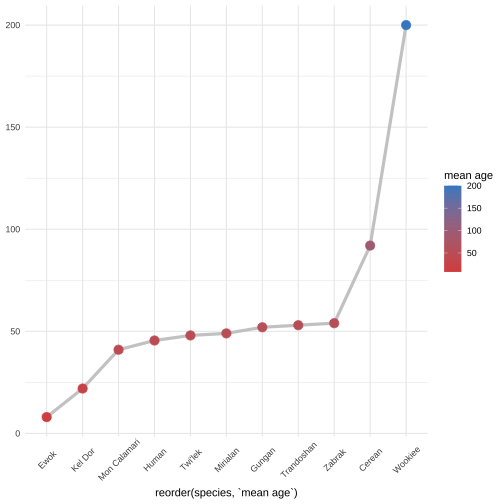 200
150
100
50
0
mean age
200
150
100
50
Ewok
Kel Dor
Mon Calamari
Human
Twi'lek
Mirialan
Gungan
Trandoshan
Zabrak
Cerean
Wookiee
reorder(species, `mean age`)